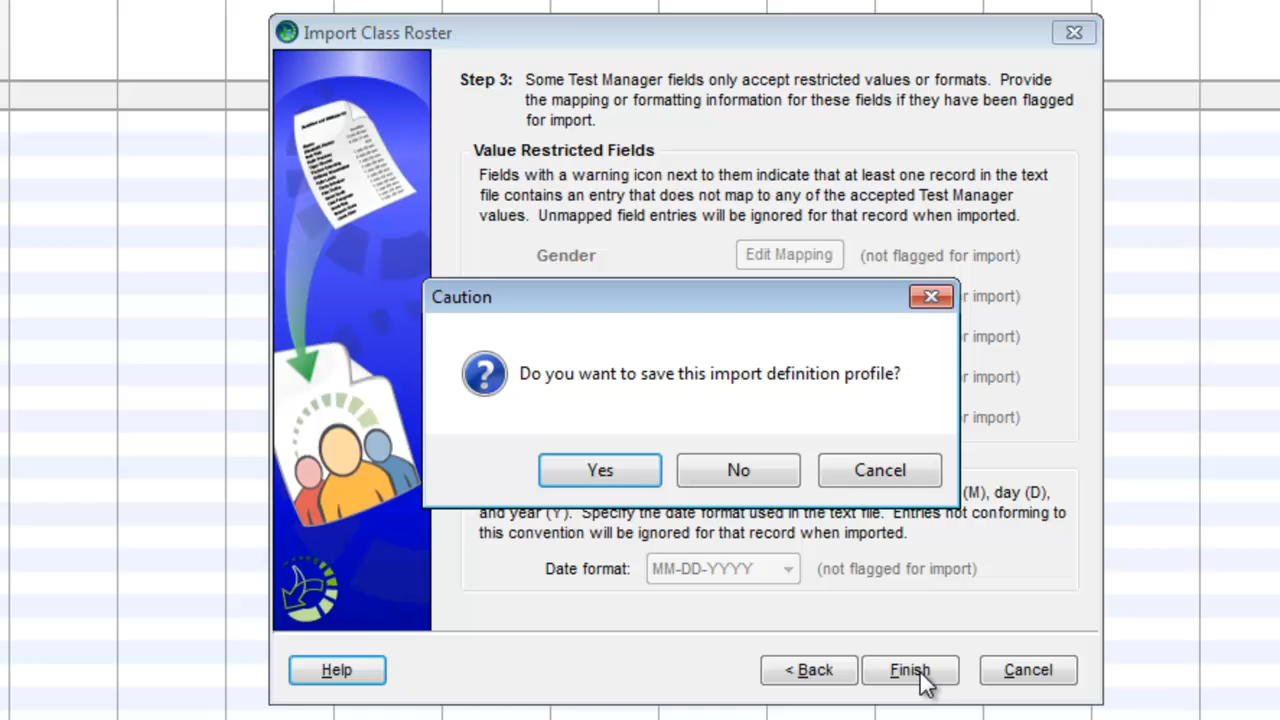 Import Class Roster
Step 3: Some Test Manager fields only accept restricted values or formats. Provide
the mapping or formatting information for these fields if they have been flagged
for import.
Value Restricted Fields
Fields with a warning icon next to them indicate that at least one record in the text
file contains an entry that does not map to any of the accepted Test Manager
values. Unmapped field entries will be ignored for that record when imported.
Gender Edit Mapping (not flagged for import)
Caution
r import)
r import)
Do you want to save this import definition profile?
r import)
r import)
Yes No Cancel
(M), day (D),
and year (Y). Specify the date format used in the text file. Entries not conforming to
this convention will be ignored for that record when imported.
Date format: MM-DD-YYYY (not flagged for import)
Help < Back Finish Cancel